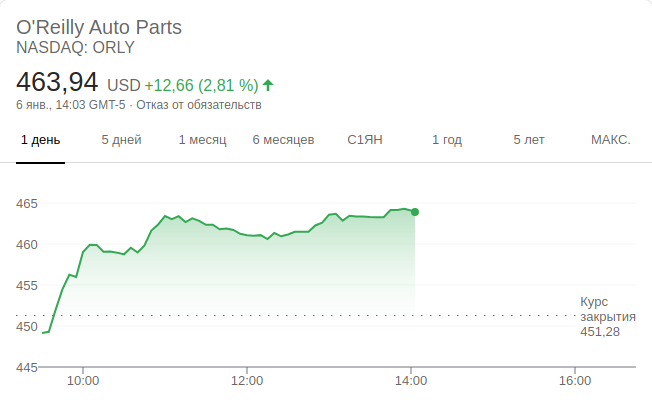 O'Reilly Auto Parts
NASDAQ: ORLY
463,94 USD +12,66 (2,81 %)
6 янв., 14:03 GMT-5 · Отказ от обязательств
1 день 5 дней 1 месяц 6 месяцев С1ЯН 1 год 5 лет МАКС.
465
460
455
450
445
Курс
закрытия
451,28
10:00 12:00 14:00 16:00